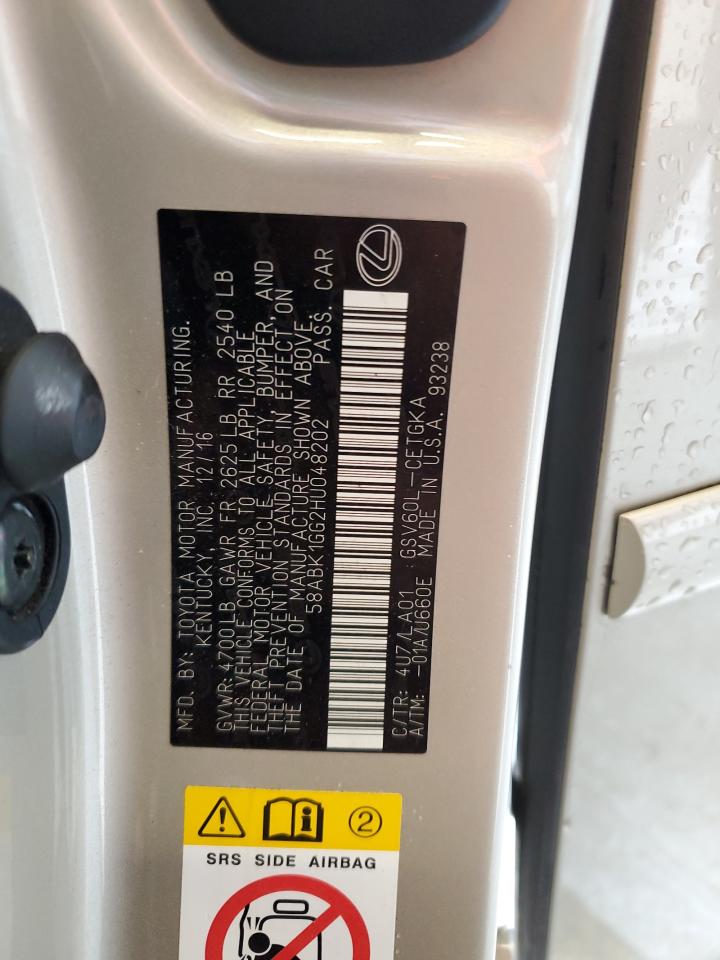 MFD. BY: TOYOTA MOTOR MANUFACTURING.
KENTUCKY, INC. 12/16
GVWR: 4700LB GAWR FR 2625 LB RR 2540 LB
THIS VEHICLE CONFORMS TO ALL APPLICABLE
FEDERAL MOTOR VEHICLE SAFETY, BUMPER, AND
THEFT PREVENTION STANDARDS IN EFFECT ON
THE DATE OF MANUFACTURE SHOWN ABOVE.
58ABK1GG2HU048202 PASS. CAR
C/TR: 4U7/LA01 GSV60L-CETGKA
A/TM: -01A/U660E MADE IN U.S.A. 93238
2
SRS SIDE AIRBAG